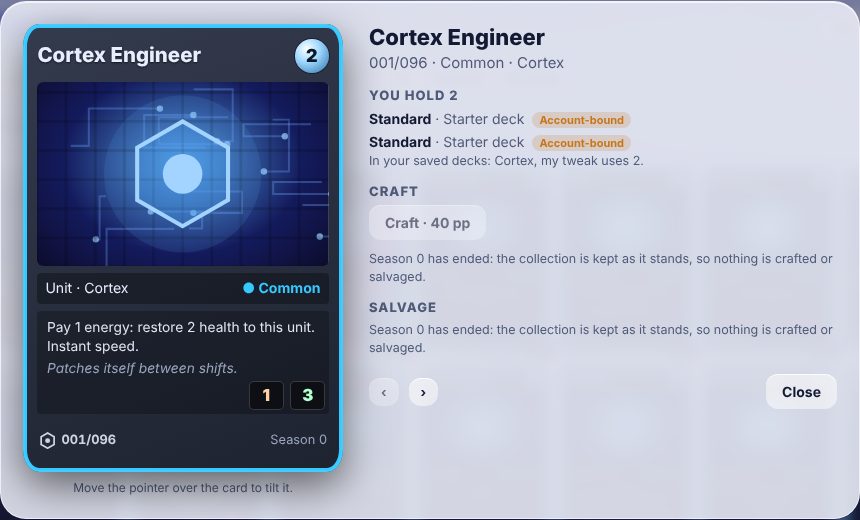 Cortex Engineer
2
Unit · Cortex
Common
Pay 1 energy: restore 2 health to this unit.
Instant speed.
Patches itself between shifts.
1 3
001/096
Season 0
Move the pointer over the card to tilt it.
Cortex Engineer
001/096 · Common · Cortex
YOU HOLD 2
Standard · Starter deck Account-bound
Standard · Starter deck Account-bound
In your saved decks: Cortex, my tweak uses 2.
CRAFT
Craft · 40 pp
Season 0 has ended: the collection is kept as it stands, so nothing is crafted or
salvaged.
SALVAGE
Season 0 has ended: the collection is kept as it stands, so nothing is crafted or
salvaged.
‹ ›
Close